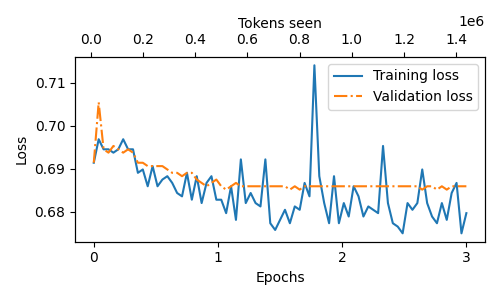 Tokens seen
0.0 0.2 0.4 0.6 0.8 1.0 1.2 1.4
1e6
Training loss
Validation loss
0.71
0.70
0.69
0.68
Loss
0 1 2 3
Epochs